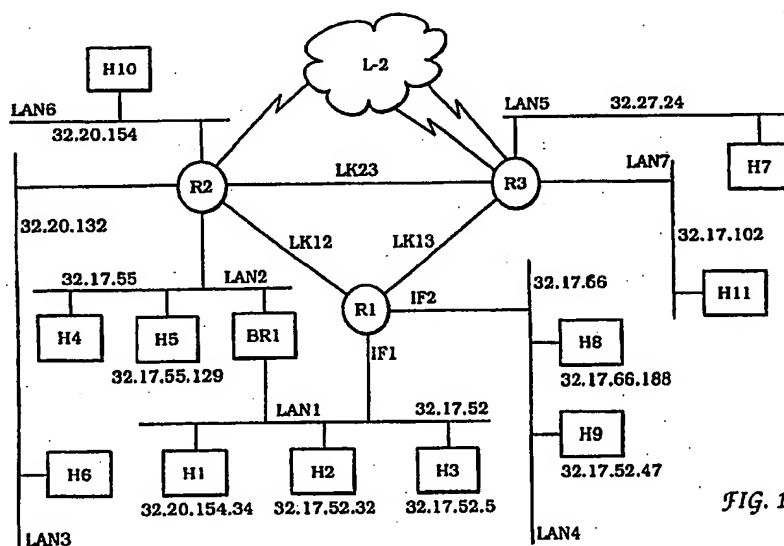 H10
L-2
LAN6
32.20.154
LAN5
32.27.24
R2
LK23
R3
LAN7
H7
32.20.132
LK12
LK13
32.17.102
32.17.55
LAN2
R1
IF2
32.17.66
H11
H4
H5
BR1
IF1
H8
32.17.55.129
32.17.66.188
LAN1
32.17.52
H9
H6
H1
H2
H3
32.17.52.47
32.20.154.34
32.17.52.32
32.17.52.5
FIG. 1
LAN3
LAN4